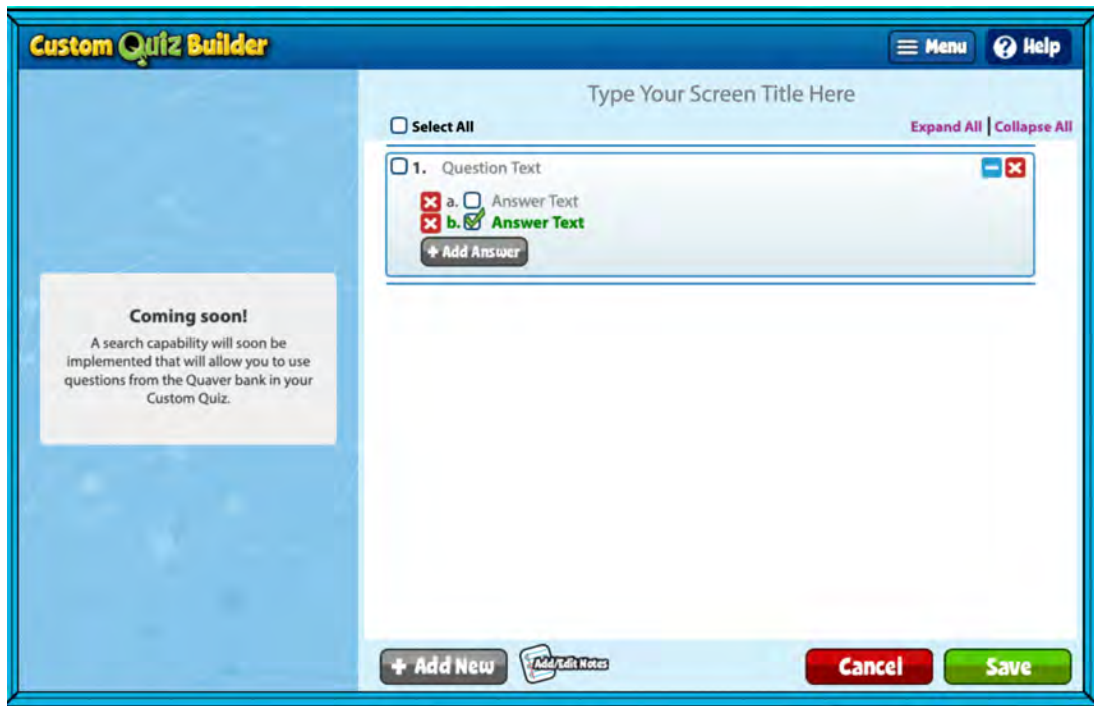 Custom Quiz Builder
Menu
Help
Type Your Screen Title Here
Select All
Expand All | Collapse All
1. Question Text
a. Answer Text
b. Answer Text
+ Add Answer
Coming soon!
A search capability will soon be
implemented that will allow you to use
questions from the Quaver bank in your
Custom Quiz.
+ Add New
Add/Edit Notes
Cancel
Save